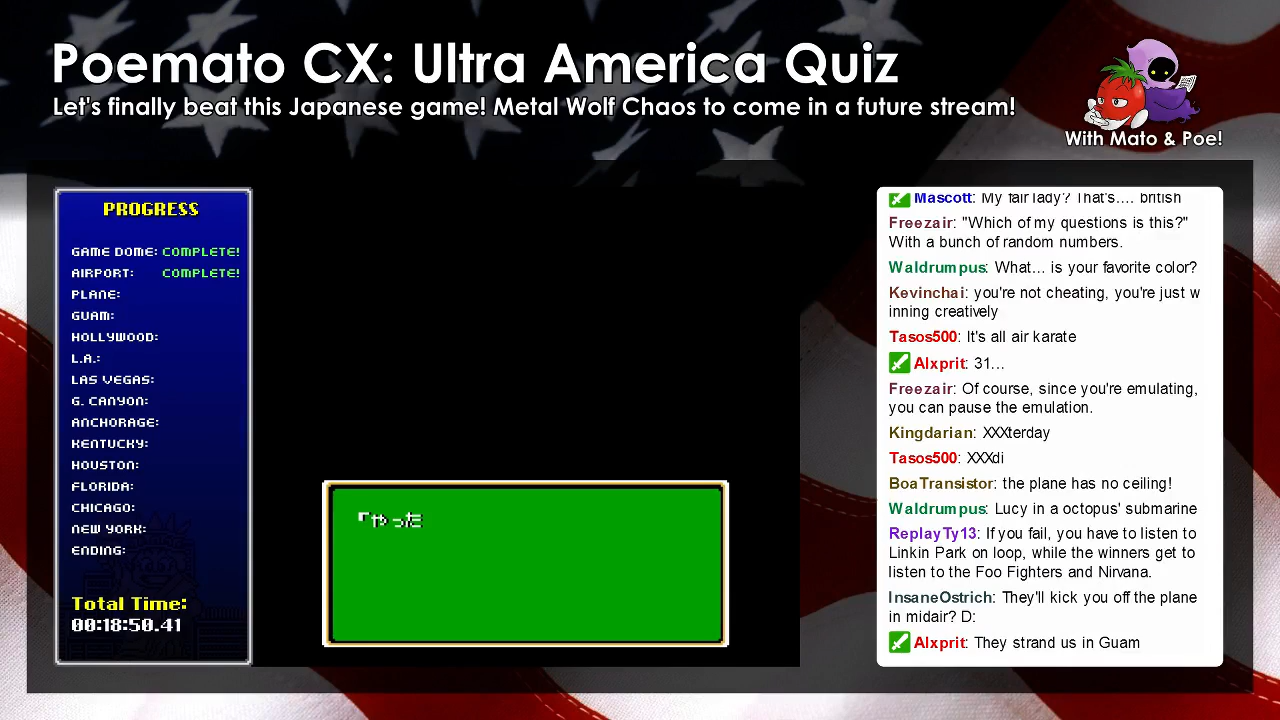 Poemato CX: Ultra America Quiz
Let's finally beat this Japanese game! Metal Wolf Chaos to come in a future stream!
With Mato & Poe!
PROGRESS
GAME DOME: COMPLETE!
AIRPORT: COMPLETE!
PLANE:
GUAM:
HOLLYWOOD:
L.A.:
LAS VEGAS:
G. CANYON:
ANCHORAGE:
KENTUCKY:
HOUSTON:
FLORIDA:
CHICAGO:
NEW YORK:
ENDING:
Total Time:
00:18:50.41
「やった
Mascott: My fair lady? That's.... british
Freezair: "Which of my questions is this?"
With a bunch of random numbers.
Waldrumpus: What... is your favorite color?
Kevinchai: you're not cheating, you're just w
inning creatively
Tasos500: It's all air karate
Alxprit: 31...
Freezair: Of course, since you're emulating,
you can pause the emulation.
Kingdarian: XXXterday
Tasos500: XXXdi
BoaTransistor: the plane has no ceiling!
Waldrumpus: Lucy in a octopus' submarine
ReplayTy13: If you fail, you have to listen to
Linkin Park on loop, while the winners get to
listen to the Foo Fighters and Nirvana.
InsaneOstrich: They'll kick you off the plane
in midair? D:
Alxprit: They strand us in Guam